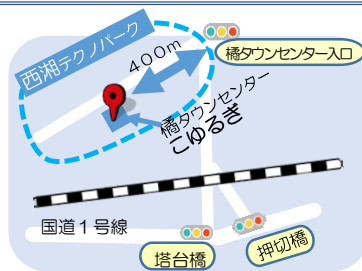 西湘テクノパーク
400m
橘タウンセンター入口
橘タウンセンター
こゆるぎ
国道1号線
塔台橋
押切橋